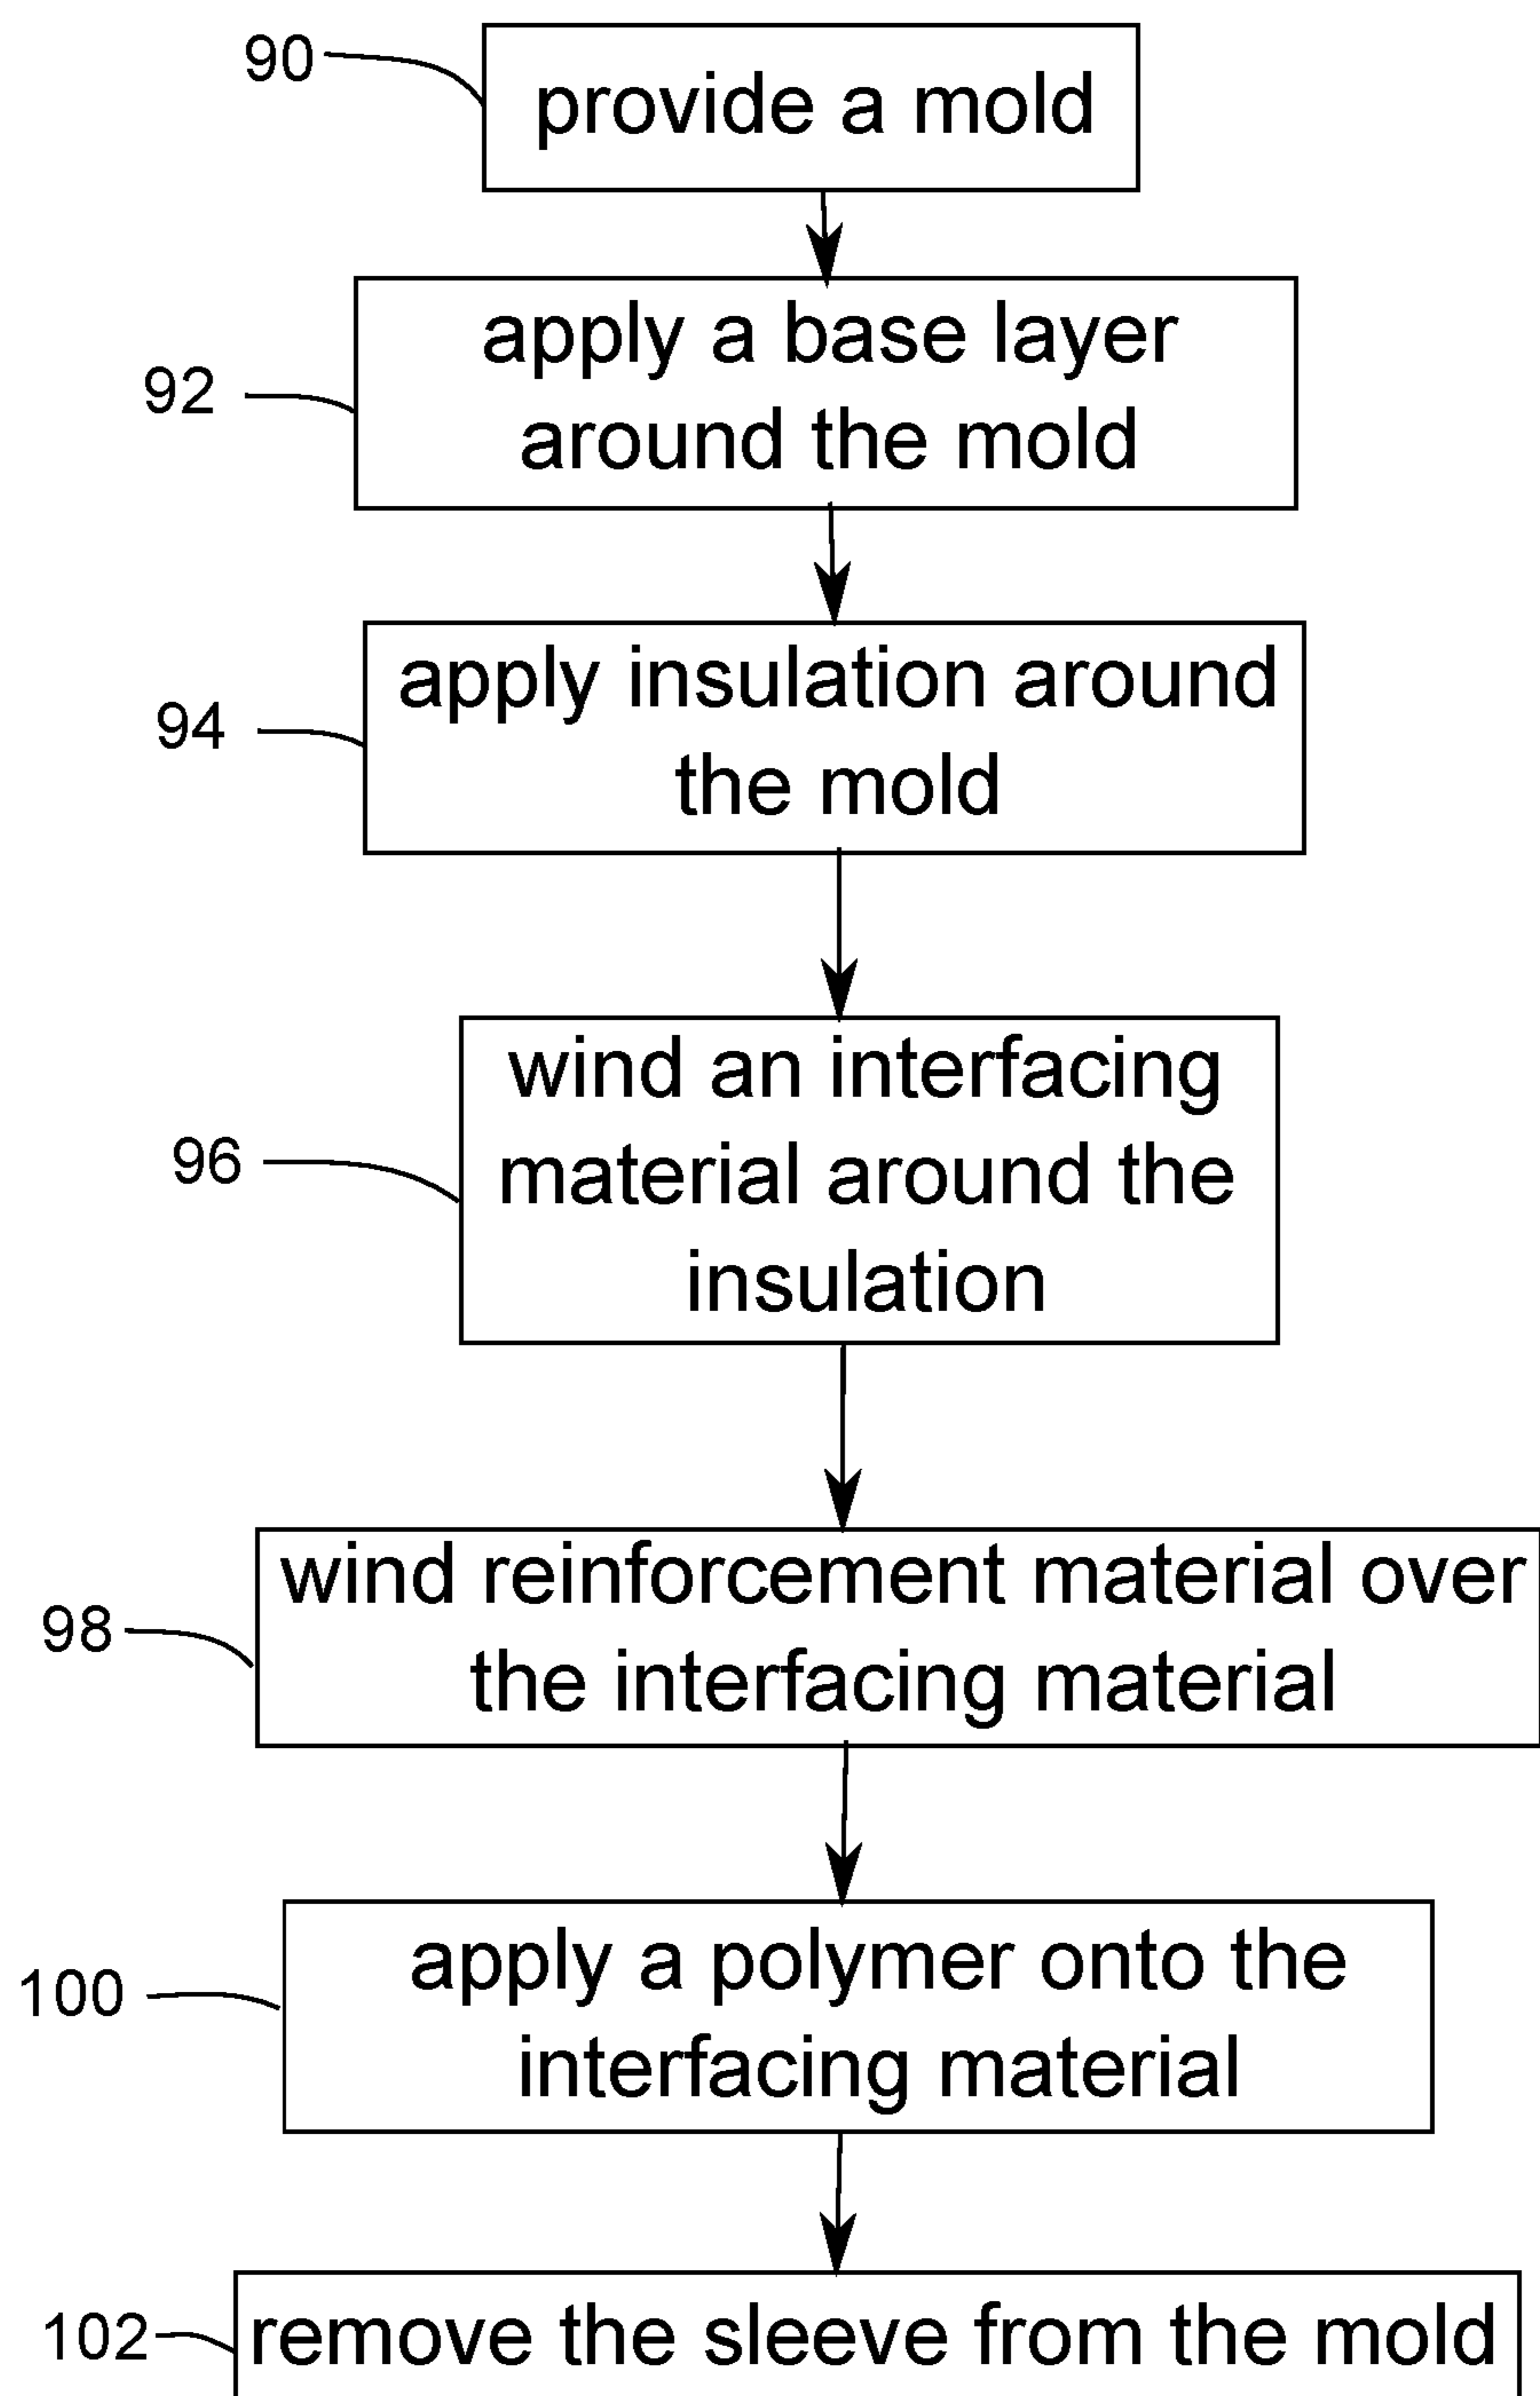 90
provide a mold
92
apply a base layer
around the mold
94
apply insulation around
the mold
96
wind an interfacing
material around the
insulation
98
wind reinforcement material over
the interfacing material
100
apply a polymer onto the
interfacing material
102
remove the sleeve from the mold